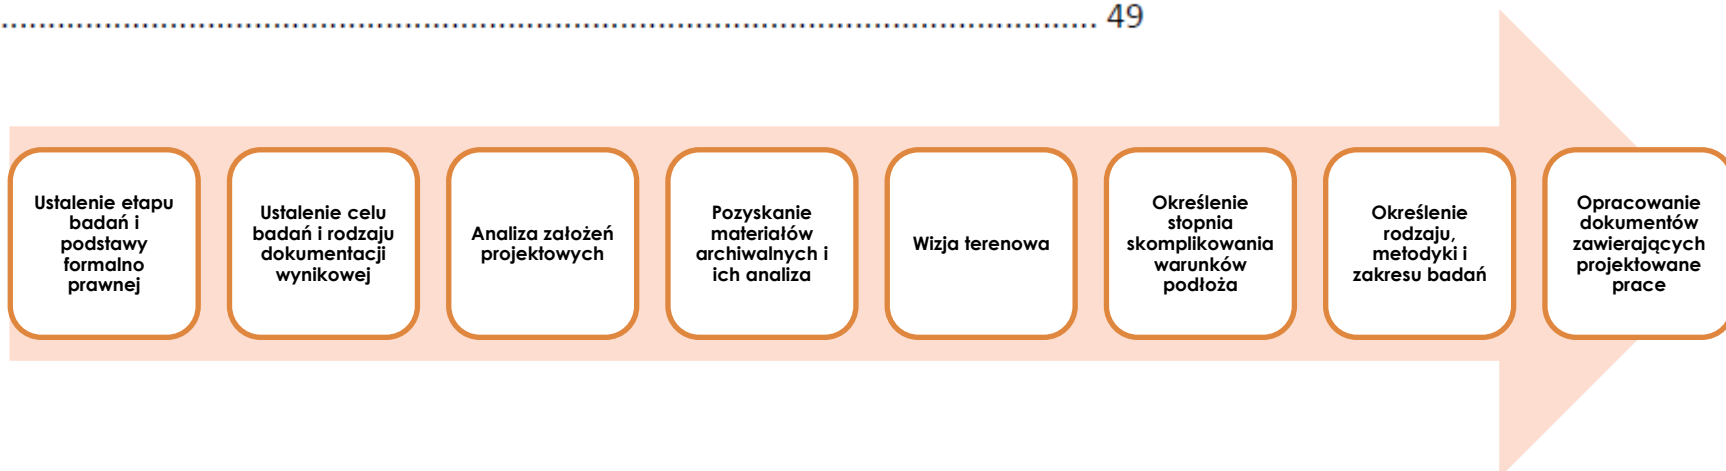 ........................................................................................................................ 49
Ustalenie etapu
badań i
podstawy
formalno
prawnej
Ustalenie celu
badań i rodzaju
dokumentacji
wynikowej
Analiza założeń
projektowych
Pozyskanie
materiałów
archiwalnych i
ich analiza
Wizja terenowa
Określenie
stopnia
skomplikowania
warunków
podłoża
Określenie
rodzaju,
metodyki i
zakresu badań
Opracowanie
dokumentów
zawierających
projektowane
prace